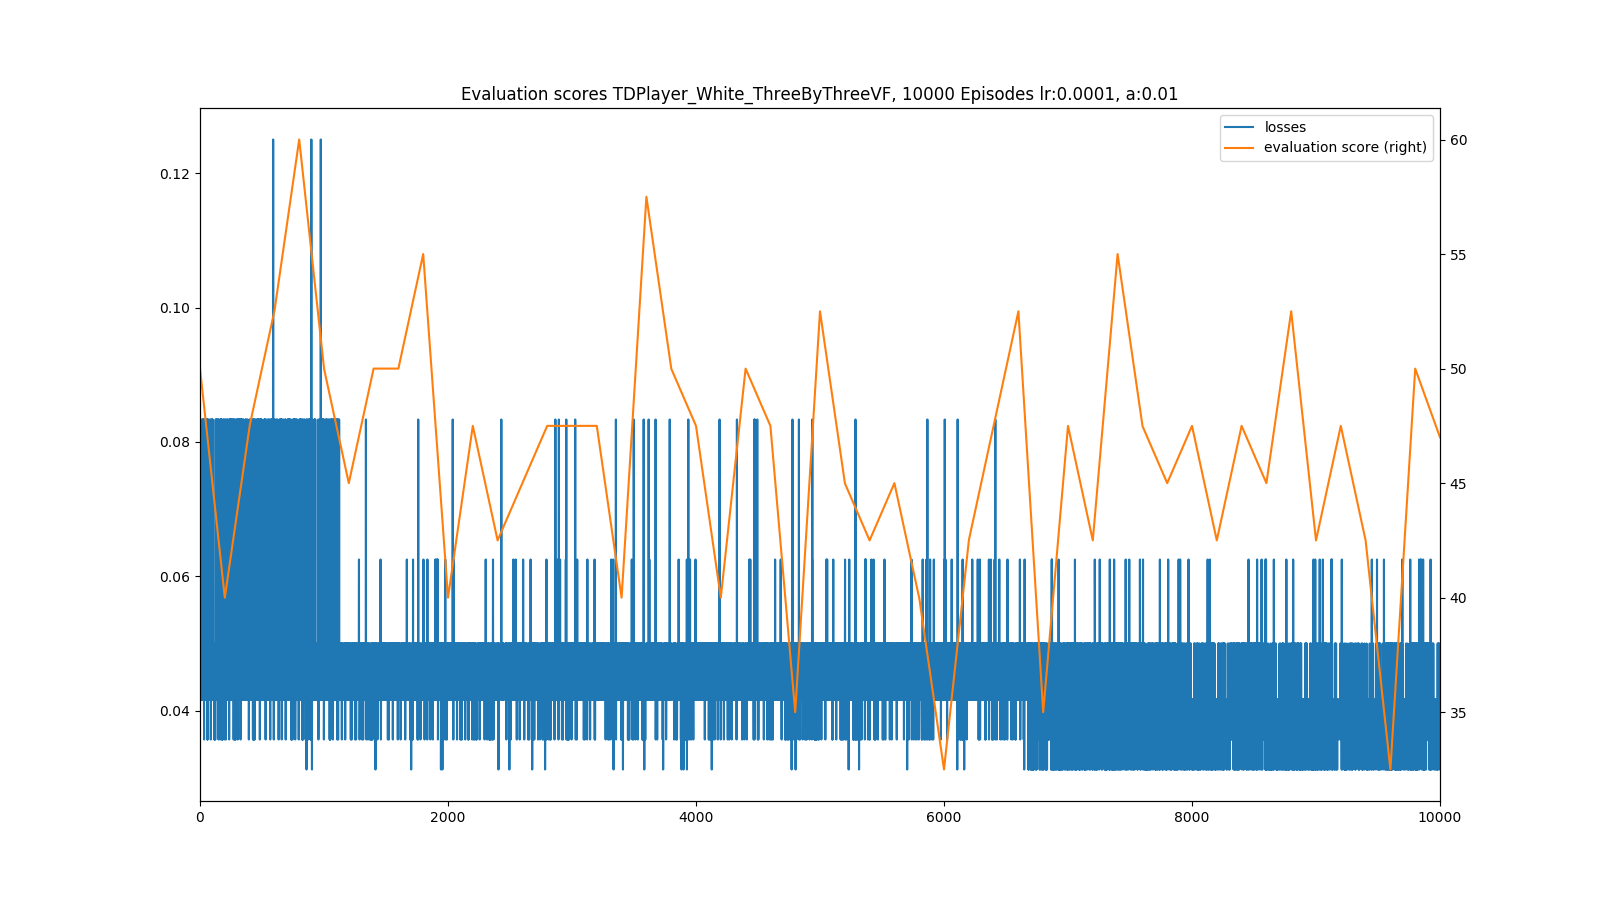 Evaluation scores TDPlayer_White_ThreeByThreeVF, 10000 Episodes lr:0.0001, a:0.01
losses
evaluation score (right)
0.12
0.10
0.08
0.06
0.04
60
55
50
45
40
35
0 2000 4000 6000 8000 10000